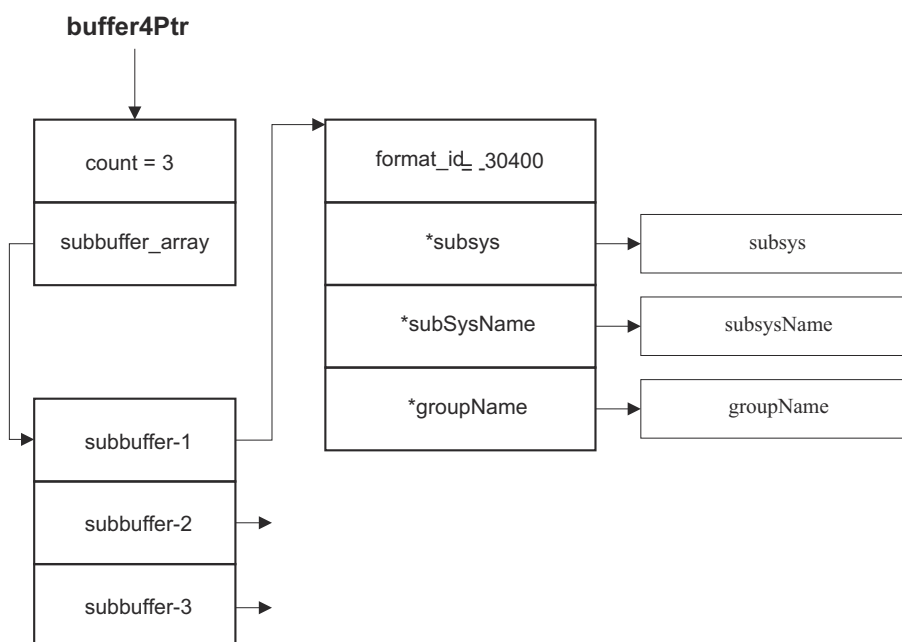 buffer4Ptr
count = 3
subbuffer_array
subbuffer-1
subbuffer-2
subbuffer-3
format_id_= _30400
*subsys
*subSysName
*groupName
subsys
subsysName
groupName